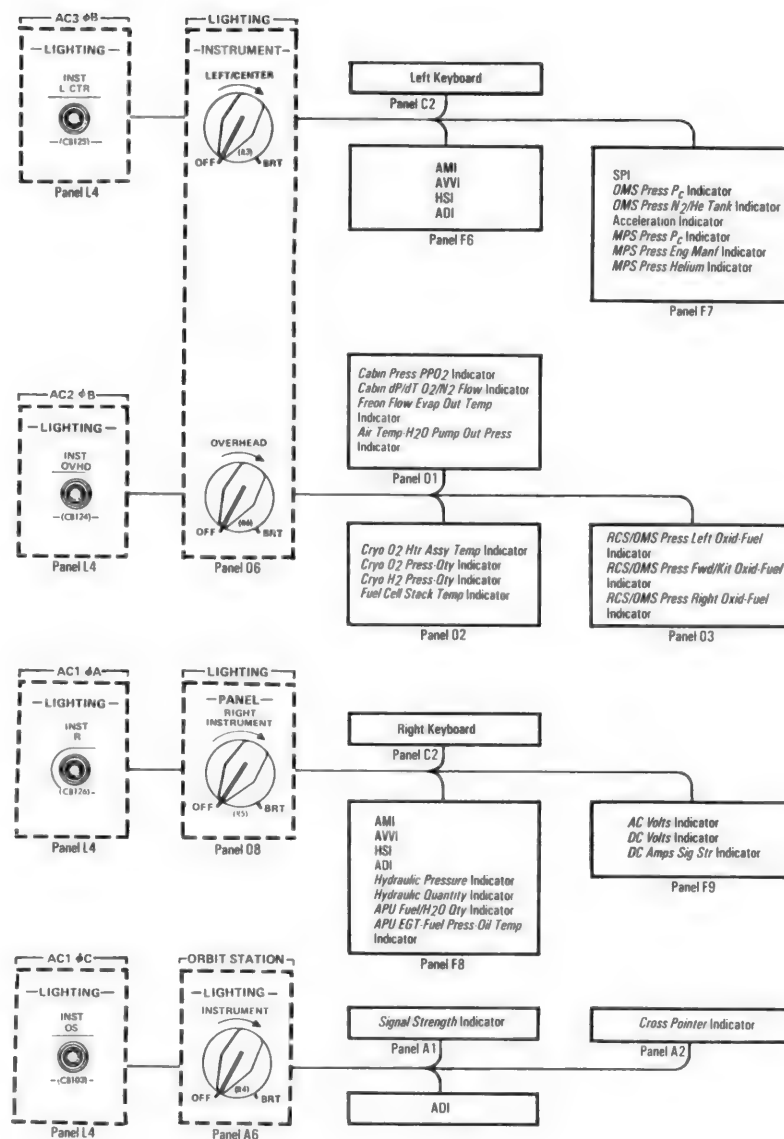 AC3 φB
LIGHTING
INST
L CTR
(CB125)
Panel L4
LIGHTING
INSTRUMENT
LEFT/CENTER
OFF
BRT
Left Keyboard
Panel C2
AMI
AVVI
HSI
ADI
Panel F6
SPI
OMS Press Pc Indicator
OMS Press N2/He Tank Indicator
Acceleration Indicator
MPS Press Pc Indicator
MPS Press Eng Manf Indicator
MPS Press Helium Indicator
Panel F7
AC2 φB
LIGHTING
INST
OVHD
(CB124)
Panel L4
OVERHEAD
OFF
BRT
Panel O6
Cabin Press PPO2 Indicator
Cabin dP/dT O2/N2 Flow Indicator
Freon Flow Evap Out Temp
Indicator
Air Temp-H2O Pump Out Press
Indicator
Panel O1
Cryo O2 Htr Assy Temp Indicator
Cryo O2 Press-Qty Indicator
Cryo H2 Press-Qty Indicator
Fuel Cell Stack Temp Indicator
Panel O2
RCS/OMS Press Left Oxid-Fuel
Indicator
RCS/OMS Press Fwd/Kit Oxid-Fuel
Indicator
RCS/OMS Press Right Oxid-Fuel
Indicator
Panel O3
AC1 φA
LIGHTING
INST
R
(CB126)
Panel L4
LIGHTING
PANEL
RIGHT
INSTRUMENT
OFF
BRT
Panel O8
Right Keyboard
Panel C2
AMI
AVVI
HSI
ADI
Hydraulic Pressure Indicator
Hydraulic Quantity Indicator
APU Fuel/H2O Qty Indicator
APU EGT-Fuel Press-Oil Temp
Indicator
Panel F8
AC Volts Indicator
DC Volts Indicator
DC Amps Sig Str Indicator
Panel F9
AC1 φC
LIGHTING
INST
OS
(CB103)
Panel L4
ORBIT STATION
LIGHTING
INSTRUMENT
OFF
BRT
Panel A6
Signal Strength Indicator
Panel A1
Cross Pointer Indicator
Panel A2
ADI